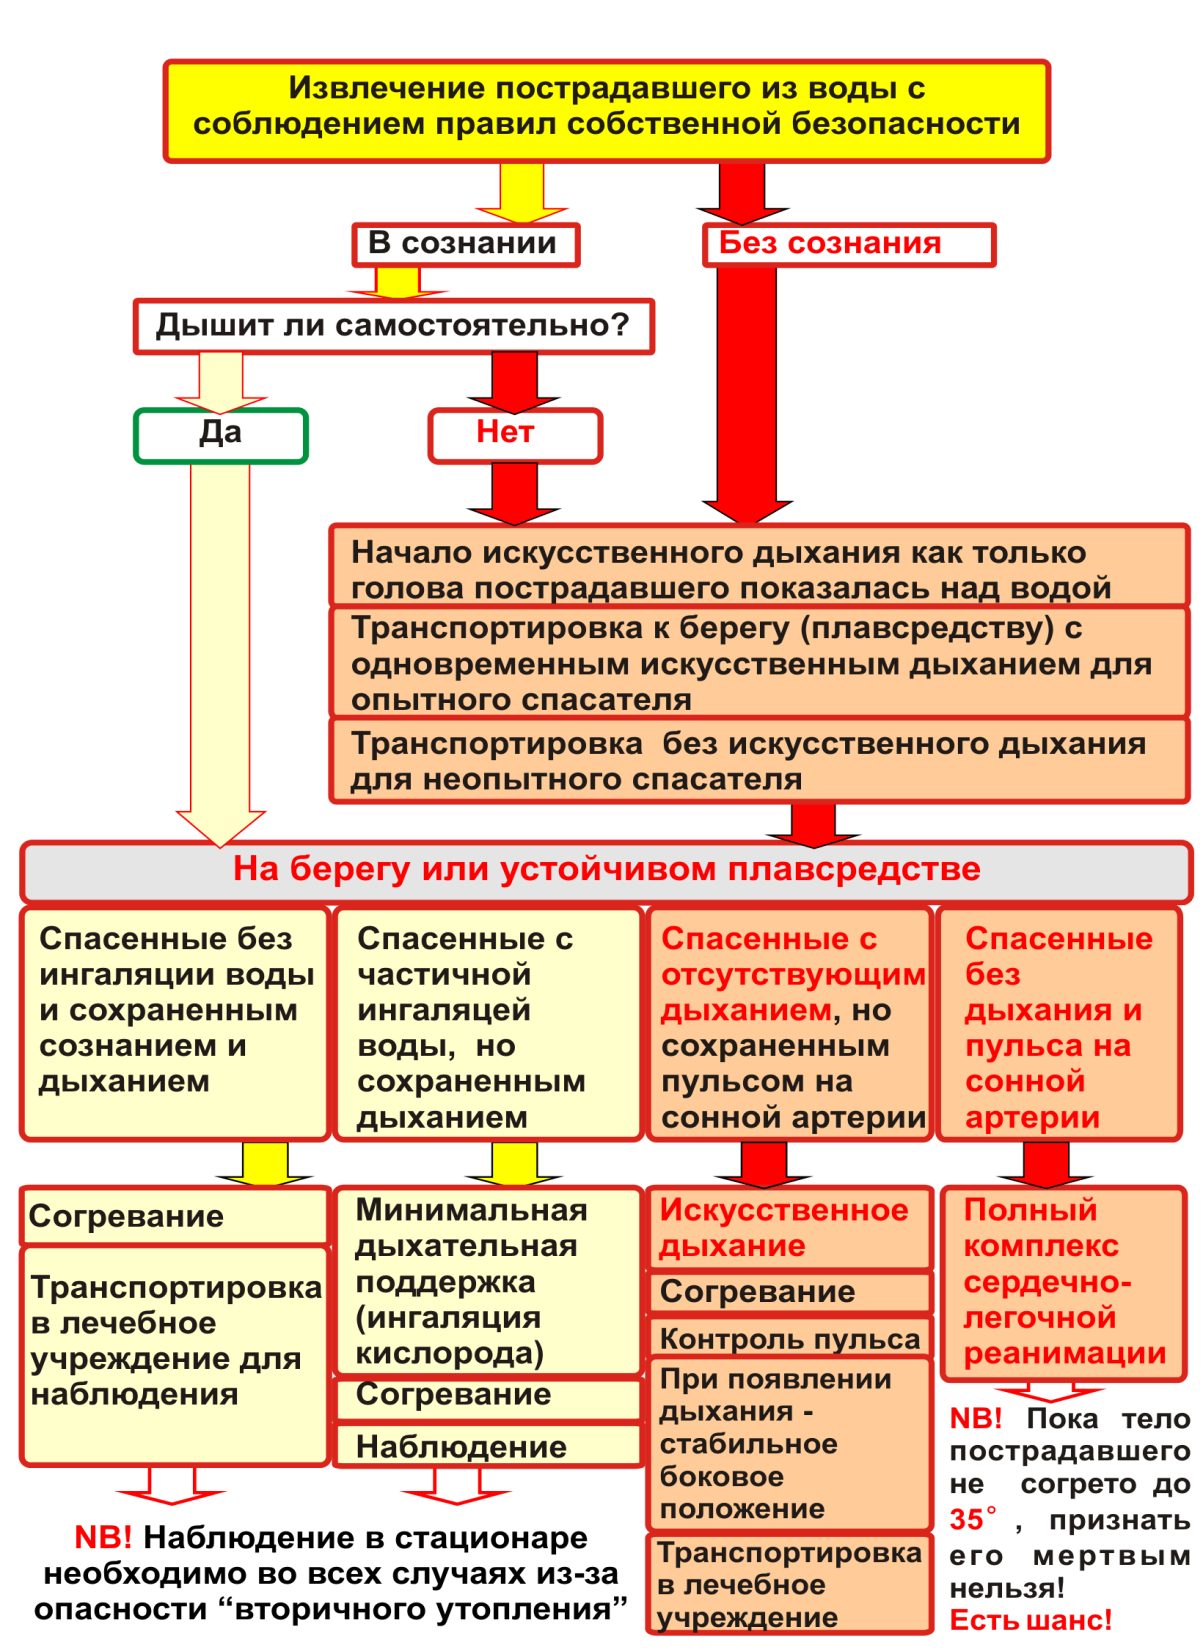 Извлечение пострадавшего из воды с
соблюдением правил собственной безопасности
В сознании
Без сознания
Дышит ли самостоятельно?
Да
Нет
Начало искусственного дыхания как только
голова пострадавшего показалась над водой
Транспортировка к берегу (плавсредству) с
одновременным искусственным дыханием для
опытного спасателя
Транспортировка без искусственного дыхания
для неопытного спасателя
На берегу или устойчивом плавсредстве
Спасенные без
ингаляции воды
и сохраненным
сознанием и
дыханием
Спасенные с
частичной
ингаляцей
воды, но
сохраненным
дыханием
Спасенные с
отсутствующим
дыханием, но
сохраненным
пульсом на
сонной артерии
Спасенные
без
дыхания и
пульса на
сонной
артерии
Согревание
Транспортировка
в лечебное
учреждение для
наблюдения
Минимальная
дыхательная
поддержка
(ингаляция
кислорода)
Согревание
Наблюдение
Искусственное
дыхание
Согревание
Контроль пульса
При появлении
дыхания -
стабильное
боковое
положение
Транспортировка
в лечебное
учреждение
Полный
комплекс
сердечно-
легочной
реанимации
NB! Наблюдение в стационаре
необходимо во всех случаях из-за
опасности “вторичного утопления”
NB! Пока тело
пострадавшего
не согрето до
35° , признать
его мертвым
нельзя!
Есть шанс!